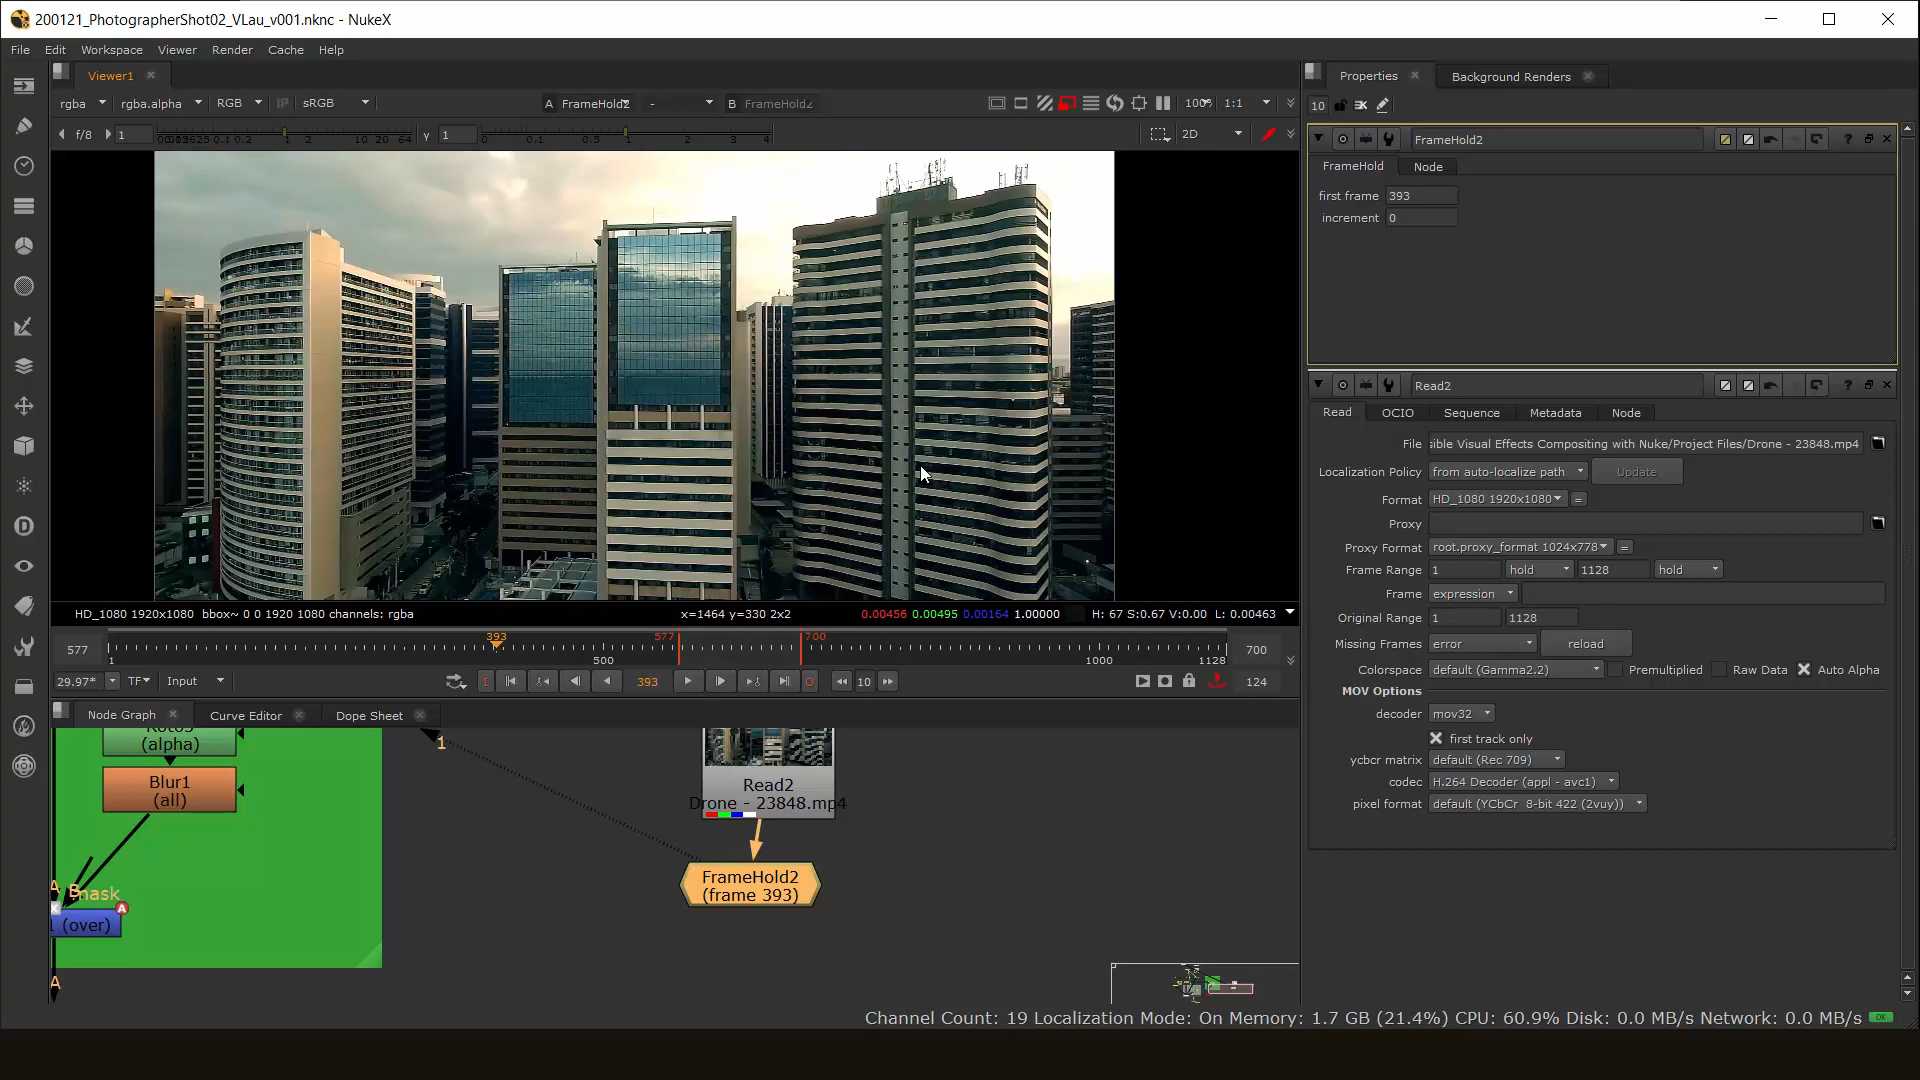 200121_PhotographerShot02_VLau_v001.nknc - NukeX
File Edit Workspace Viewer Render Cache Help
Viewer1
rgba rgba.alpha RGB IP sRGB A FrameHold2 - B FrameHold2 100% 1:1
f/8 1 Y 1 2D
HD_1080 1920x1080 bbox~ 0 0 1920 1080 channels: rgba x=1464 y=330 2x2 0.00456 0.00495 0.00164 1.00000 H: 67 S:0.67 V:0.00 L: 0.00463
393 577 700
577 700
1 500 1000 1128
29.97* TF Input I 393 O 10 124
Node Graph Curve Editor Dope Sheet
(alpha)
Blur1
(all)
A B mask
A
(over)
A
1
Read2
Drone - 23848.mp4
FrameHold2
(frame 393)
Properties Background Renders
10
FrameHold2
FrameHold Node
first frame 393
increment 0
Read2
Read OCIO Sequence Metadata Node
File sible Visual Effects Compositing with Nuke/Project Files/Drone - 23848.mp4
Localization Policy from auto-localize path Update
Format HD_1080 1920x1080 =
Proxy
Proxy Format root.proxy_format 1024x778 =
Frame Range 1 hold 1128 hold
Frame expression
Original Range 1 1128
Missing Frames error reload
Colorspace default (Gamma2.2) Premultiplied Raw Data Auto Alpha
MOV Options
decoder mov32
first track only
ycbcr matrix default (Rec 709)
codec H.264 Decoder (appl - avc1)
pixel format default (YCbCr 8-bit 422 (2vuy))
Channel Count: 19 Localization Mode: On Memory: 1.7 GB (21.4%) CPU: 60.9% Disk: 0.0 MB/s Network: 0.0 MB/s OK